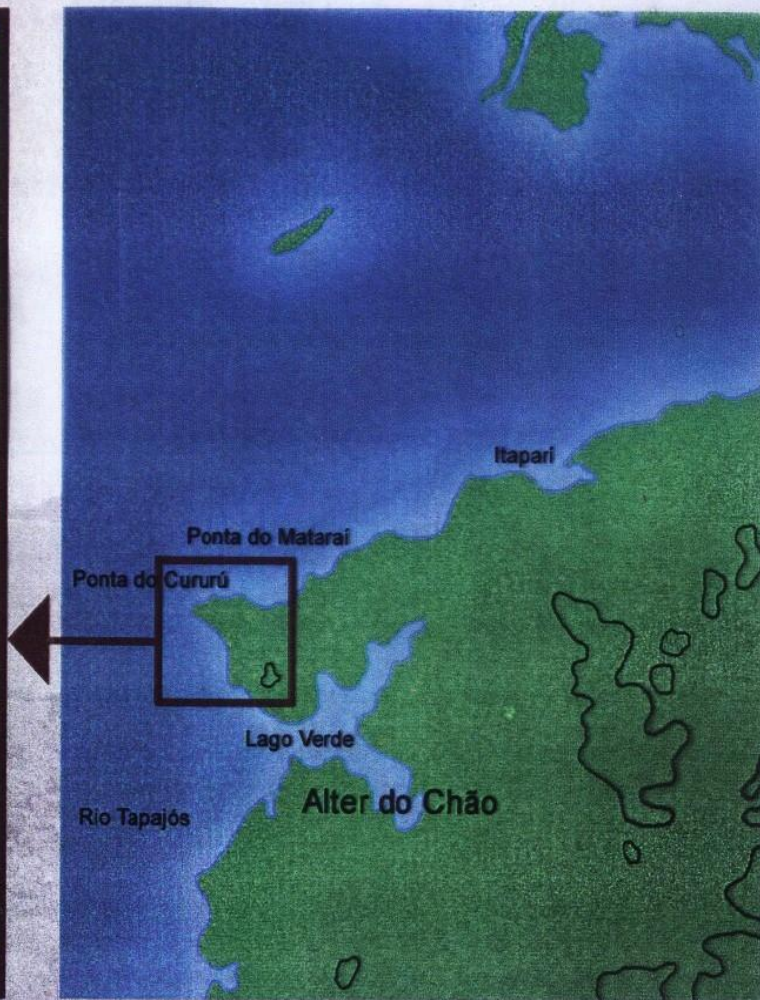 Itapari
Ponta do Mataraí
Ponta do Cururú
Lago Verde
Alter do Chão
Rio Tapajós